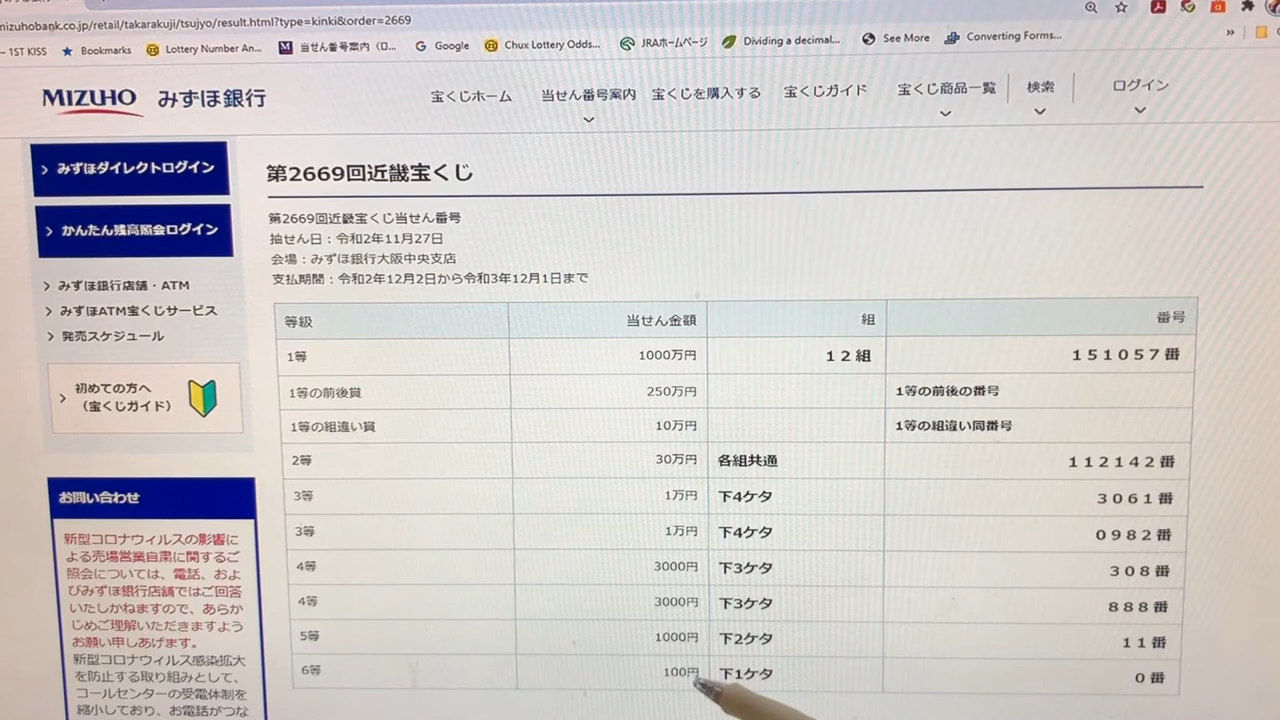 mizuhobank.co.jp/retail/takarakuji/tsujyo/result.html?type=kinki&order=2669
- 1ST KISS
Bookmarks
Lottery Number An...
当せん番号案内（ロ...
Google
Chux Lottery Odds...
JRAホームページ
Dividing a decimal...
See More
Converting Forms...
»
MIZUHO みずほ銀行
宝くじホーム
当せん番号案内
宝くじを購入する
宝くじガイド
宝くじ商品一覧
検索
ログイン
> みずほダイレクトログイン
> かんたん残高照会ログイン
> みずほ銀行店舗・ATM
> みずほATM宝くじサービス
> 発売スケジュール
> 初めての方へ
（宝くじガイド）
お問い合わせ
新型コロナウィルスの影響に
よる売場営業自粛に関するご
照会については、電話、およ
びみずほ銀行店舗ではご回答
いたしかねますので、あらか
じめご理解いただきますよう
お願い申しあげます。
新型コロナウィルス感染拡大
を防止する取り組みとして、
コールセンターの受電体制を
縮小しており、お電話がつな
第2669回近畿宝くじ
第2669回近畿宝くじ当せん番号
抽せん日：令和2年11月27日
会場：みずほ銀行大阪中央支店
支払期間：令和2年12月2日から令和3年12月1日まで
等級 当せん金額 組 番号
1等 1000万円 12組 151057番
1等の前後賞 250万円 1等の前後の番号
1等の組違い賞 10万円 1等の組違い同番号
2等 30万円 各組共通 112142番
3等 1万円 下4ケタ 3061番
3等 1万円 下4ケタ 0982番
4等 3000円 下3ケタ 308番
4等 3000円 下3ケタ 888番
5等 1000円 下2ケタ 11番
6等 100円 下1ケタ 0番